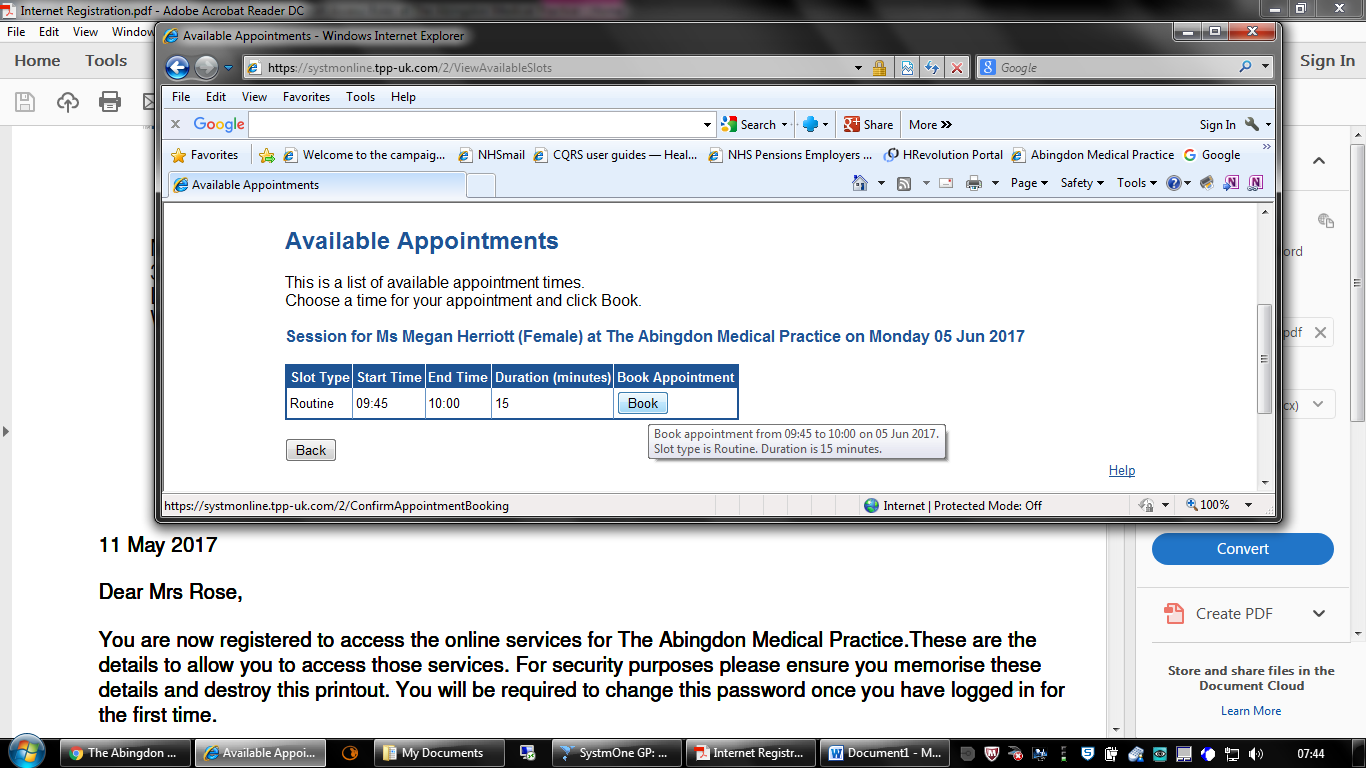 Internet Registration.pdf - Adobe Acrobat Reader DC
File Edit View Window
Home Tools
Sign In
Available Appointments - Windows Internet Explorer
https://systmonline.tpp-uk.com/2/ViewAvailableSlots
Google
File Edit View Favorites Tools Help
x Google Search Share More » Sign In
Favorites Welcome to the campaig... NHSmail CQRS user guides — Heal... NHS Pensions Employers ... HRevolution Portal Abingdon Medical Practice Google
Available Appointments
Page Safety Tools
Available Appointments
This is a list of available appointment times.
Choose a time for your appointment and click Book.
Session for Ms Megan Herriott (Female) at The Abingdon Medical Practice on Monday 05 Jun 2017
Slot Type Start Time End Time Duration (minutes) Book Appointment
Routine 09:45 10:00 15 Book
Book appointment from 09:45 to 10:00 on 05 Jun 2017.
Slot type is Routine. Duration is 15 minutes.
Back
Help
https://systmonline.tpp-uk.com/2/ConfirmAppointmentBooking
Internet | Protected Mode: Off
100%
ord
pdf
cx)
11 May 2017
Dear Mrs Rose,
You are now registered to access the online services for The Abingdon Medical Practice.These are the
details to allow you to access those services. For security purposes please ensure you memorise these
details and destroy this printout. You will be required to change this password once you have logged in for
the first time.
Convert
Create PDF
Store and share files in the
Document Cloud
Learn More
The Abingdon ... Available Appoi... My Documents SystmOne GP: ... Internet Registr... Document1 - M... 07:44